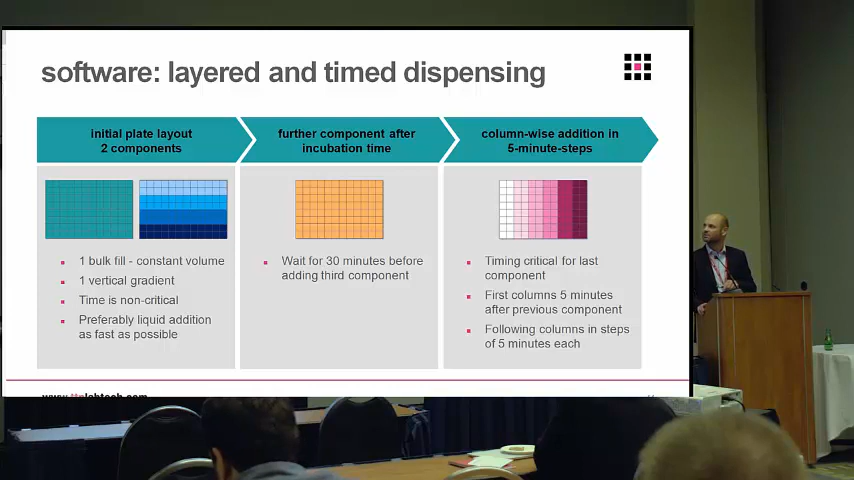 software: layered and timed dispensing
initial plate layout
2 components
further component after
incubation time
column-wise addition in
5-minute-steps
1 bulk fill - constant volume
1 vertical gradient
Time is non-critical
Preferably liquid addition
as fast as possible
Wait for 30 minutes before
adding third component
Timing critical for last
component
First columns 5 minutes
after previous component
Following columns in steps
of 5 minutes each
www.ttplabtech.com